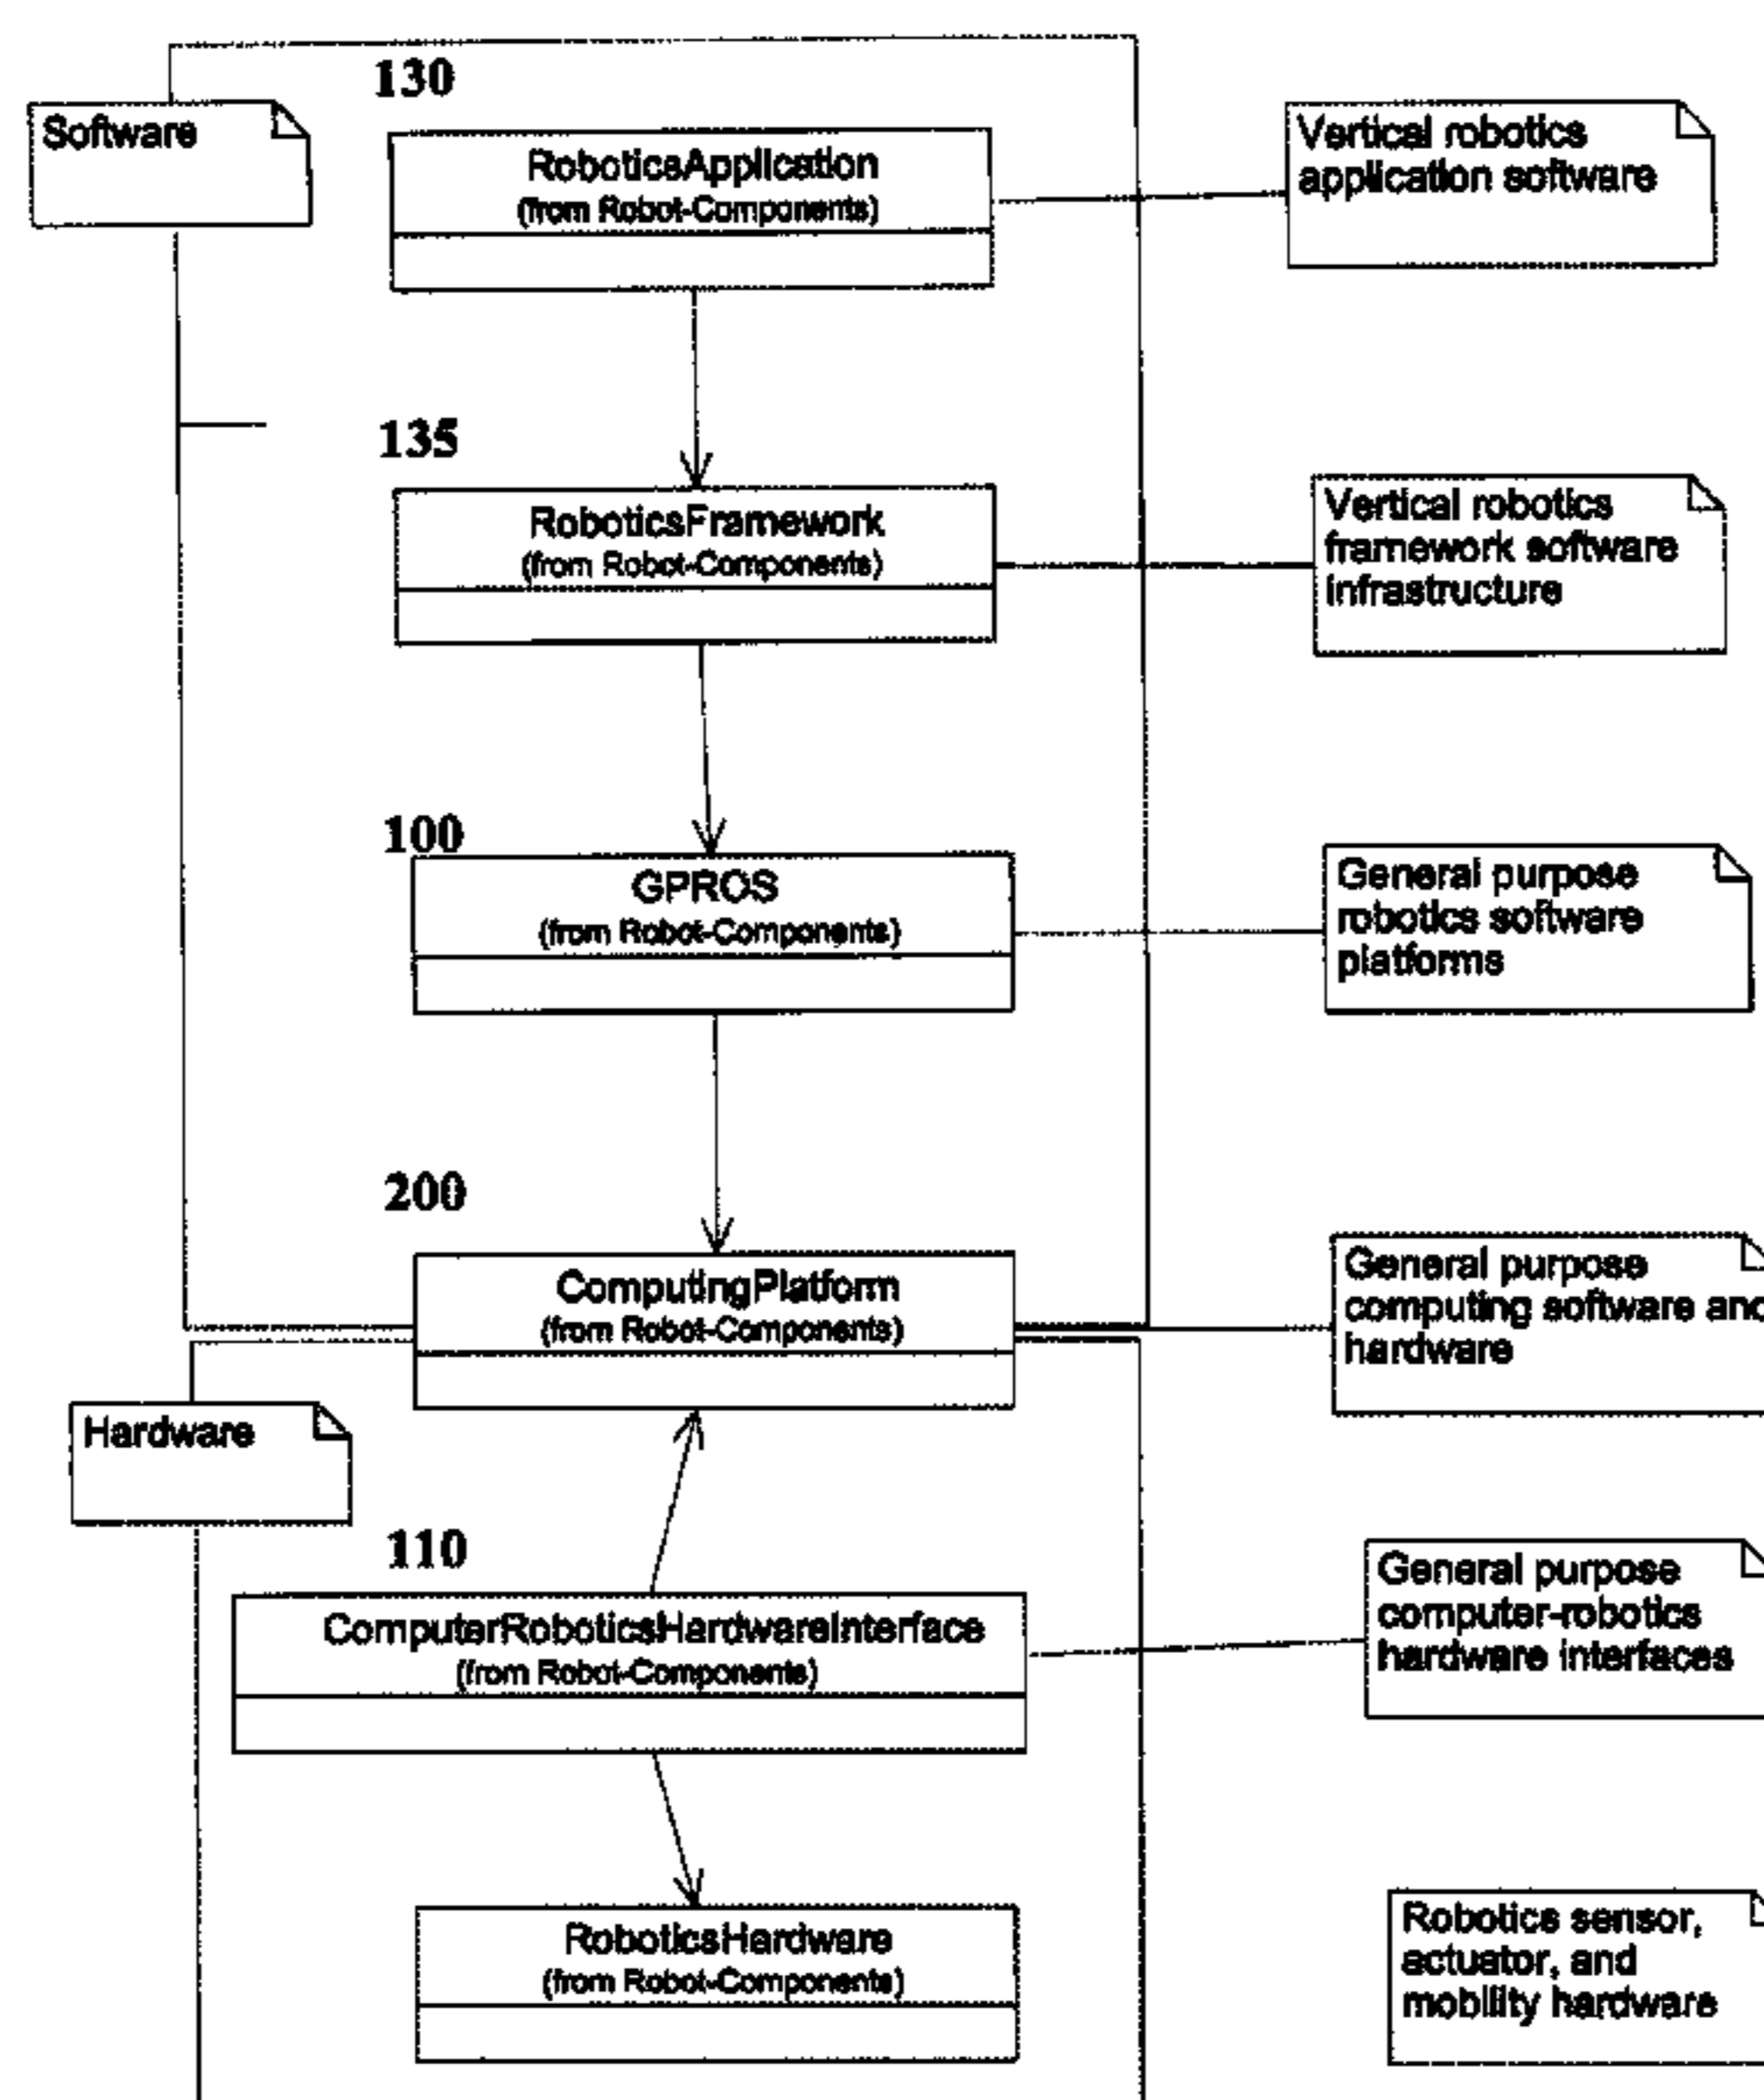 130
Software
RoboticsApplication
(from Robot-Components)
Vertical robotics
application software
135
RoboticsFramework
(from Robot-Components)
Vertical robotics
framework software
infrastructure
100
GPROS
(from Robot-Components)
General purpose
robotics software
platforms
200
ComputingPlatform
(from Robot-Components)
General purpose
computing software and
hardware
Hardware
110
ComputerRoboticsHardwareInterface
(from Robot-Components)
General purpose
computer-robotics
hardware interfaces
RoboticsHardware
(from Robot-Components)
Robotics sensor,
actuator, and
mobility hardware